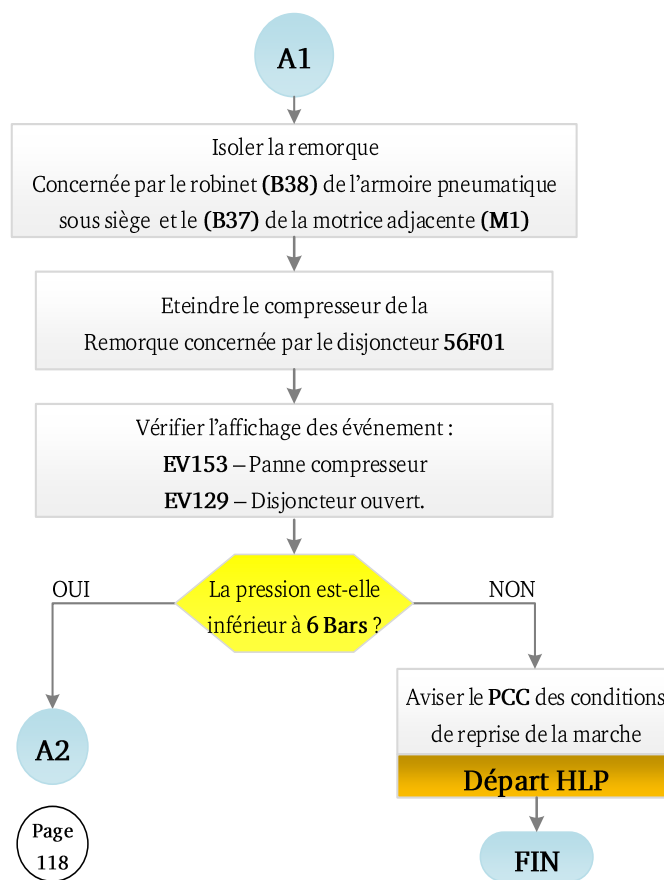 A1
Isoler la remorque
Concernée par le robinet (B38) de l'armoire pneumatique
sous siège et le (B37) de la motrice adjacente (M1)
Eteindre le compresseur de la
Remorque concernée par le disjoncteur 56F01
Vérifier l'affichage des événement :
EV153 – Panne compresseur
EV129 – Disjoncteur ouvert.
La pression est-elle
inférieur à 6 Bars ?
OUI
NON
Aviser le PCC des conditions
de reprise de la marche
Départ HLP
A2
Page
118
FIN